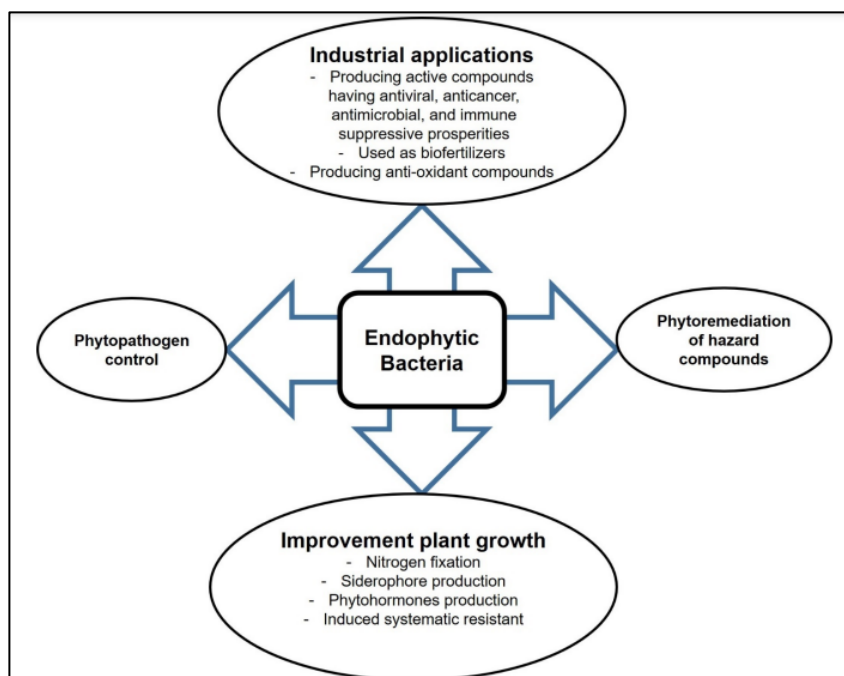 Industrial applications
- Producing active compounds
having antiviral, anticancer,
antimicrobial, and immune
suppressive prosperities
- Used as biofertilizers
- Producing anti-oxidant compounds
Phytopathogen
control
Endophytic
Bacteria
Phytoremediation
of hazard
compounds
Improvement plant growth
- Nitrogen fixation
- Siderophore production
- Phytohormones production
- Induced systematic resistant